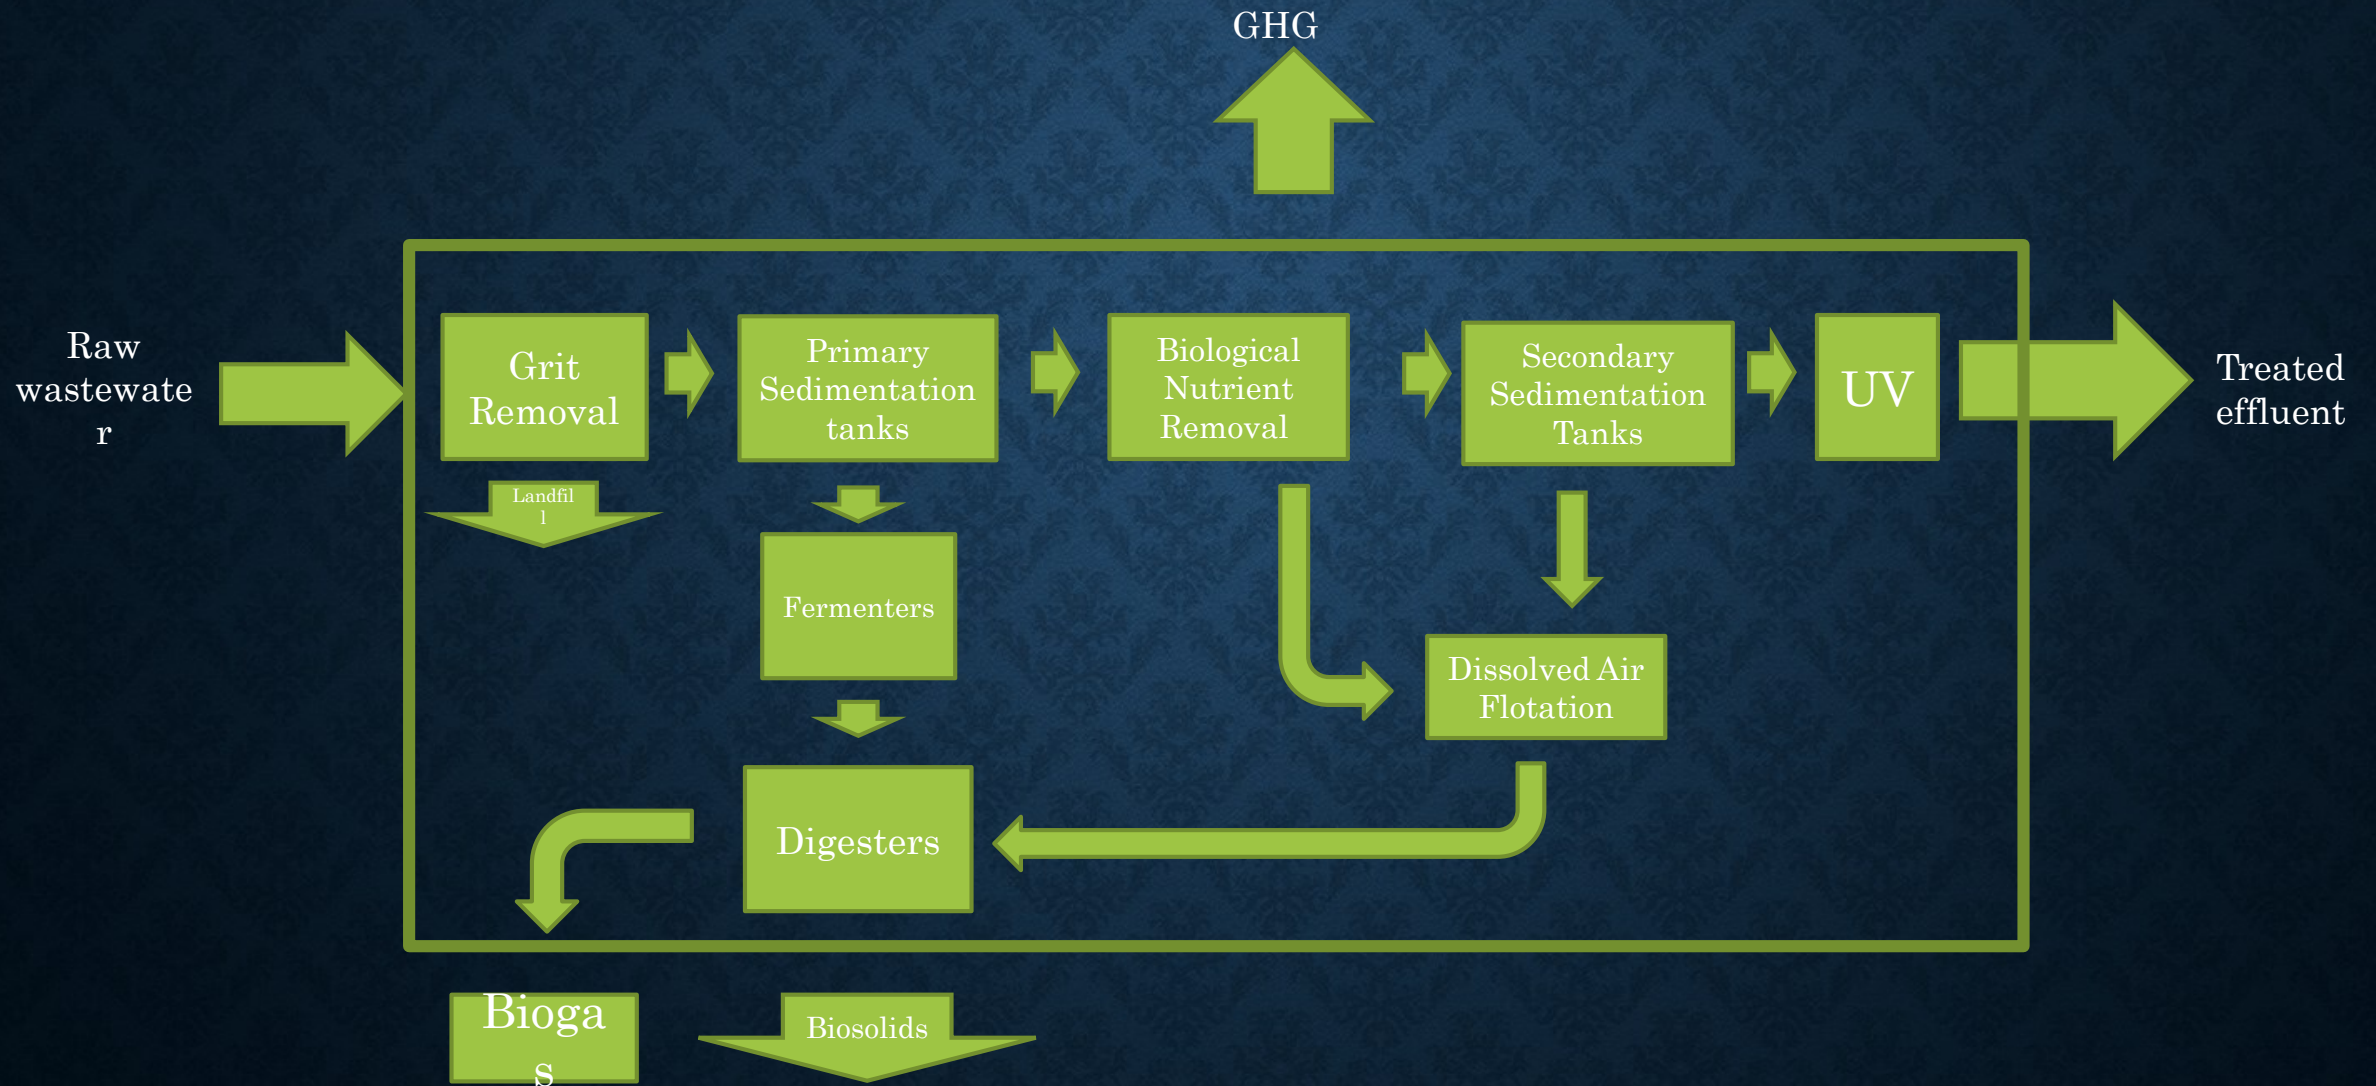 GHG
Raw
wastewate
r
Grit
Removal
Primary
Sedimentation
tanks
Biological
Nutrient
Removal
Secondary
Sedimentation
Tanks
UV
Treated
effluent
Landfil
l
Fermenters
Dissolved Air
Flotation
Digesters
Bioga
s
Biosolids